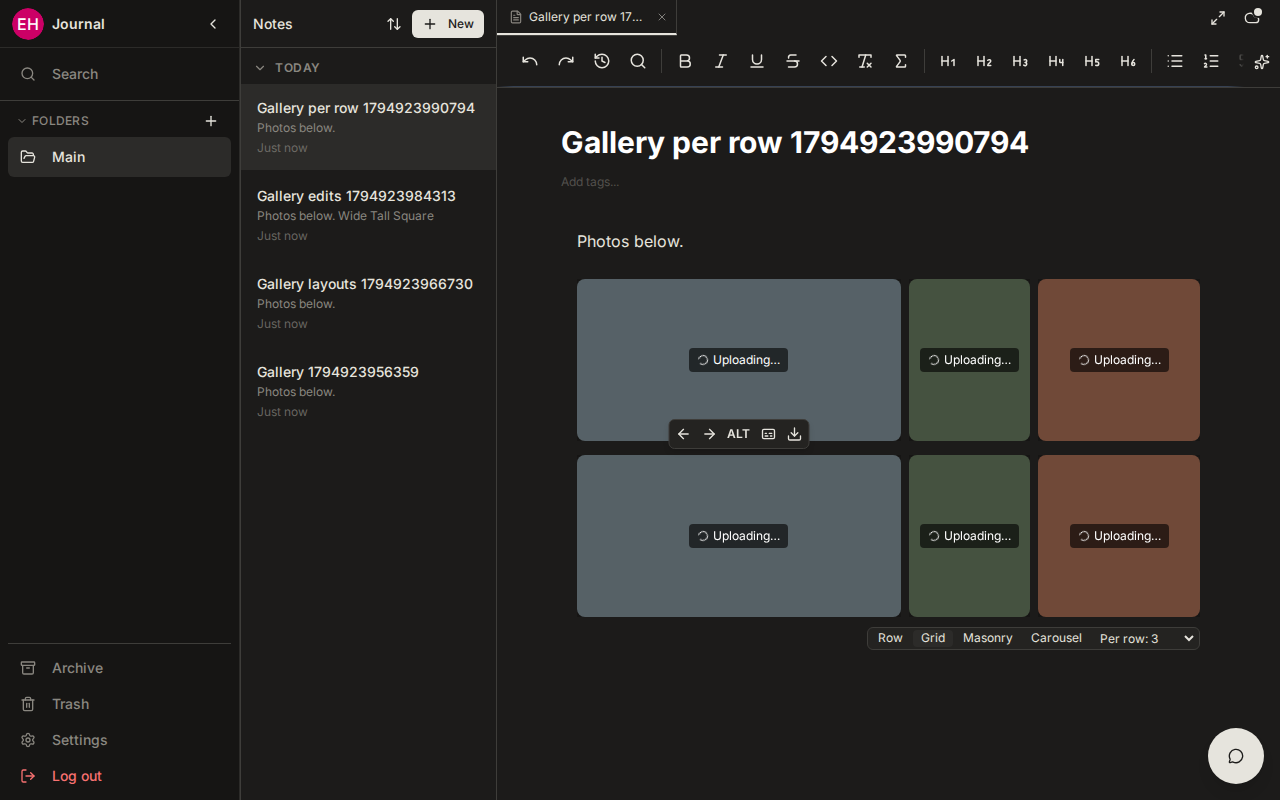 EH Journal
Search
FOLDERS
Main
Archive
Trash
Settings
Log out
Notes
New
TODAY
Gallery per row 1794923990794
Photos below.
Just now
Gallery edits 1794923984313
Photos below. Wide Tall Square
Just now
Gallery layouts 1794923966730
Photos below.
Just now
Gallery 1794923956359
Photos below.
Just now
Gallery per row 17...
H1 H2 H3 H4 H5 H6
Gallery per row 1794923990794
Add tags...
Photos below.
Uploading... Uploading... Uploading...
ALT
Uploading... Uploading... Uploading...
Row Grid Masonry Carousel Per row: 3